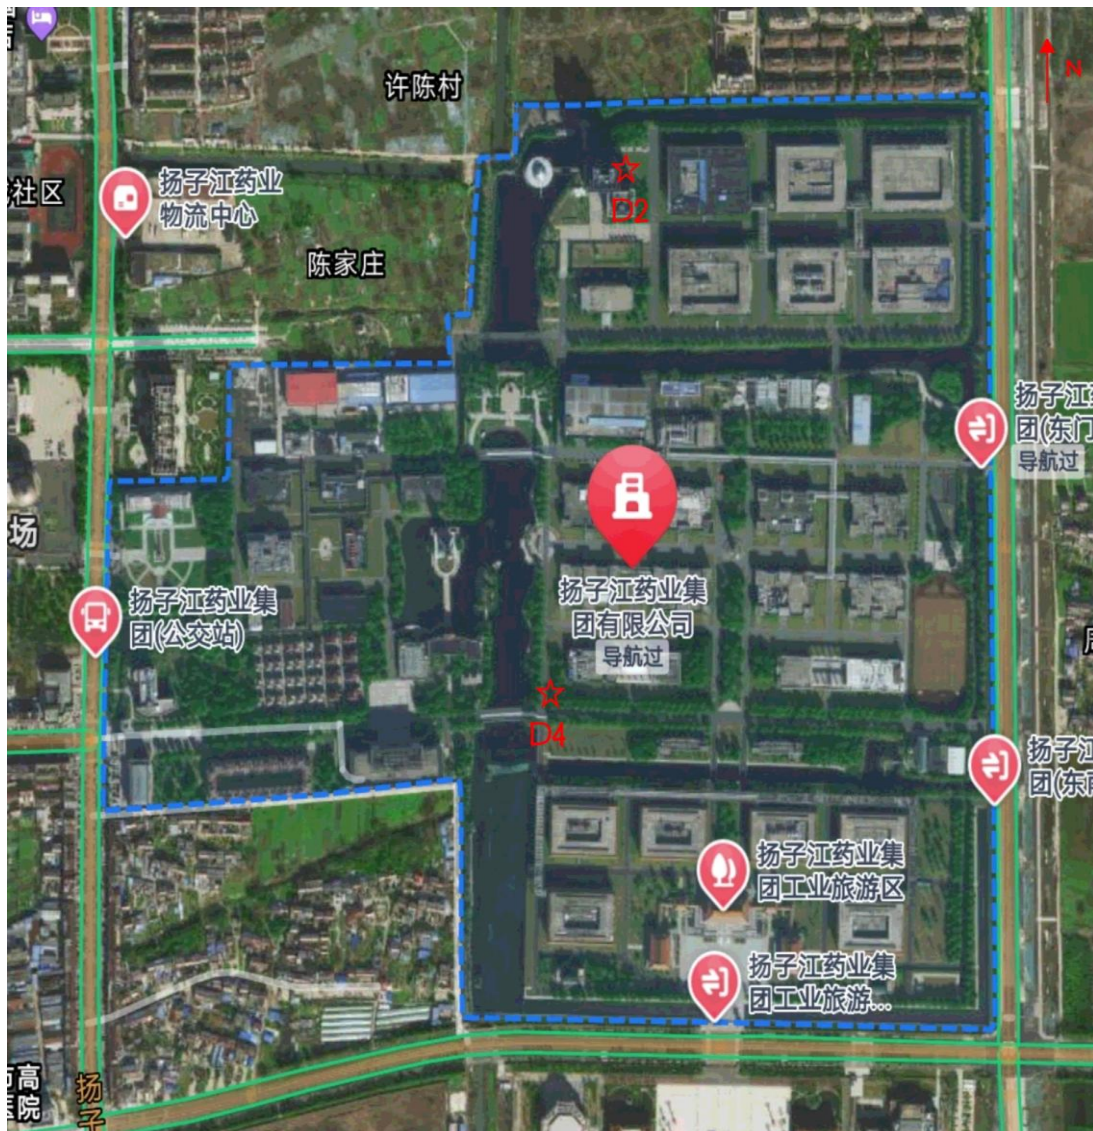 许陈村
N
社区
扬子江药业
物流中心
D2
陈家庄
扬子江
团(东门
导航过
场
扬子江药业集
团有限公司
导航过
扬子江药业集
团(公交站)
D4
扬子江
团(东南
扬子江药业集
团工业旅游区
扬子江药业集
团工业旅游...
高
院
扬
子